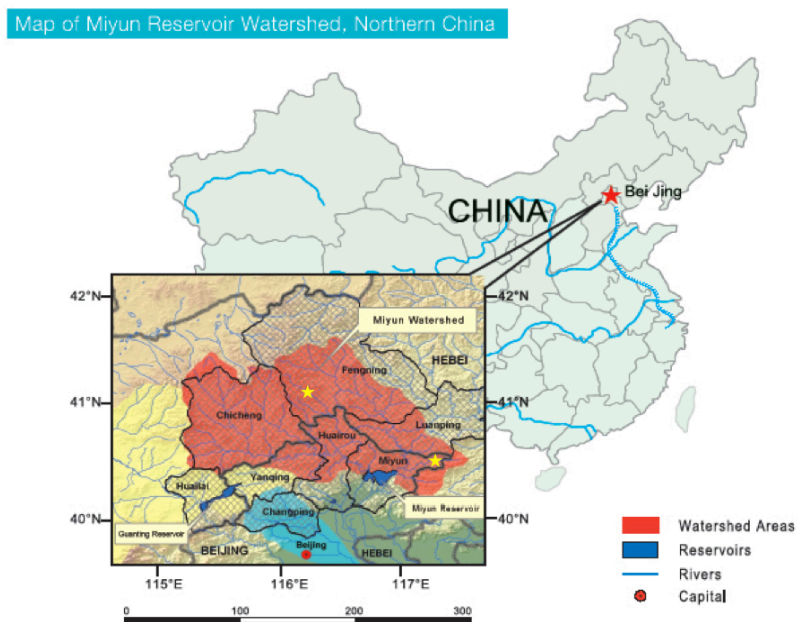 Map of Miyun Reservoir Watershed, Northern China
Bei Jing
CHINA
42°N
42°N
Miyun Watershed
HEBEI
Fengning
41°N
41°N
Chicheng
Luanping
Huairou
Miyun
Yanqing
Huailai
Miyun Reservoir
Changping
40°N
40°N
Guanting Reservoir
Beijing
BEIJING
HEBEI
115°E
116°E
117°E
0
100
200
300
Watershed Areas
Reservoirs
Rivers
Capital